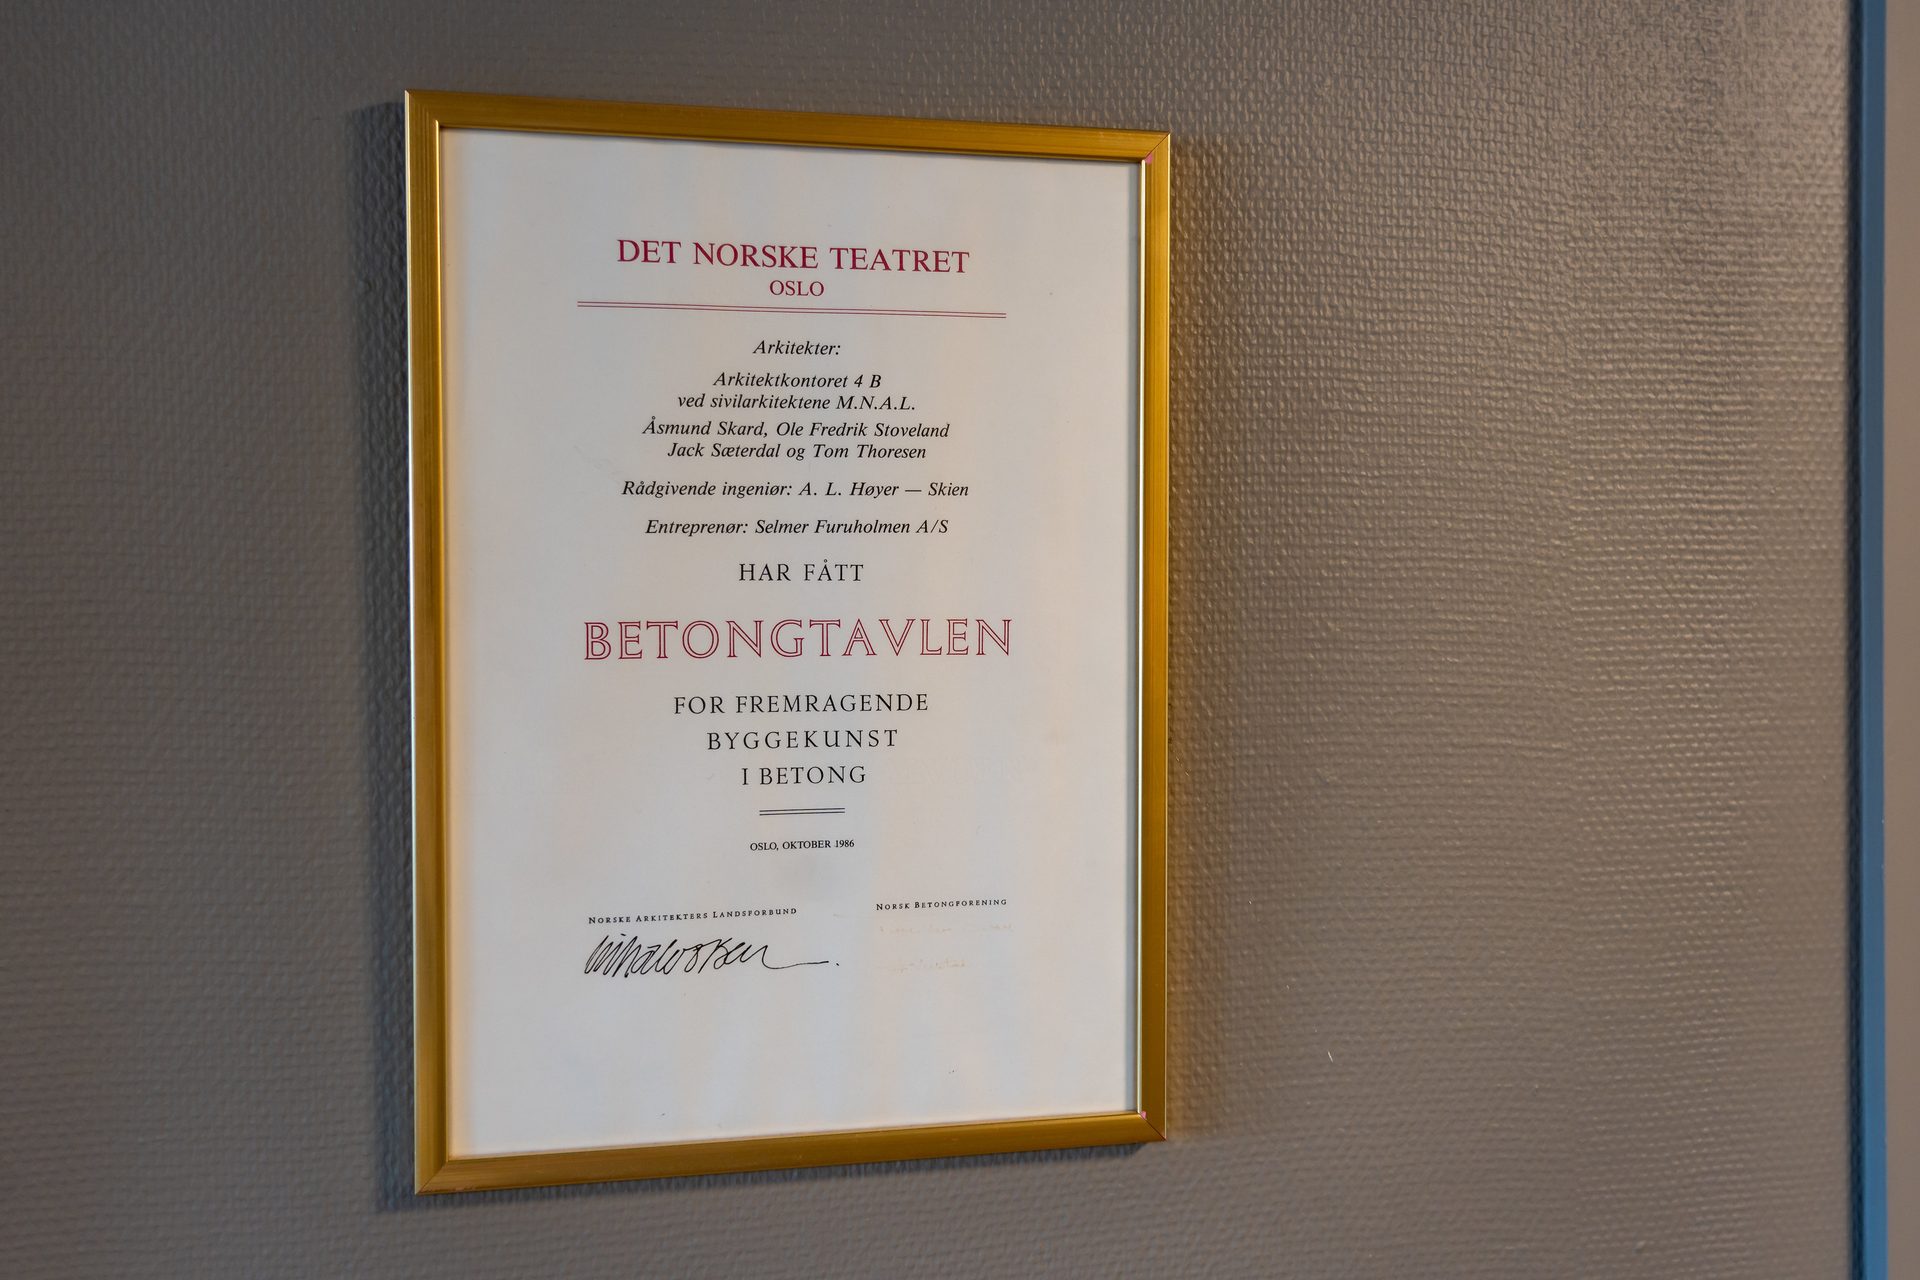 DET NORSKE TEATRET
OSLO
Arkitekter:
Arkitektkontoret 4 B
ved sivilarkitektene M.N.A.L.
Åsmund Skard, Ole Fredrik Stoveland
Jack Sæterdal og Tom Thoresen
Rådgivende ingeniør: A. L. Høyer — Skien
Entreprenør: Selmer Furuholmen A/S
HAR FÅTT
BETONGTAVLEN
FOR FREMRAGENDE
BYGGEKUNST
I BETONG
OSLO, OKTOBER 1986
NORSKE ARKITEKTERS LANDSFORBUND
NORSK BETONGFORENING